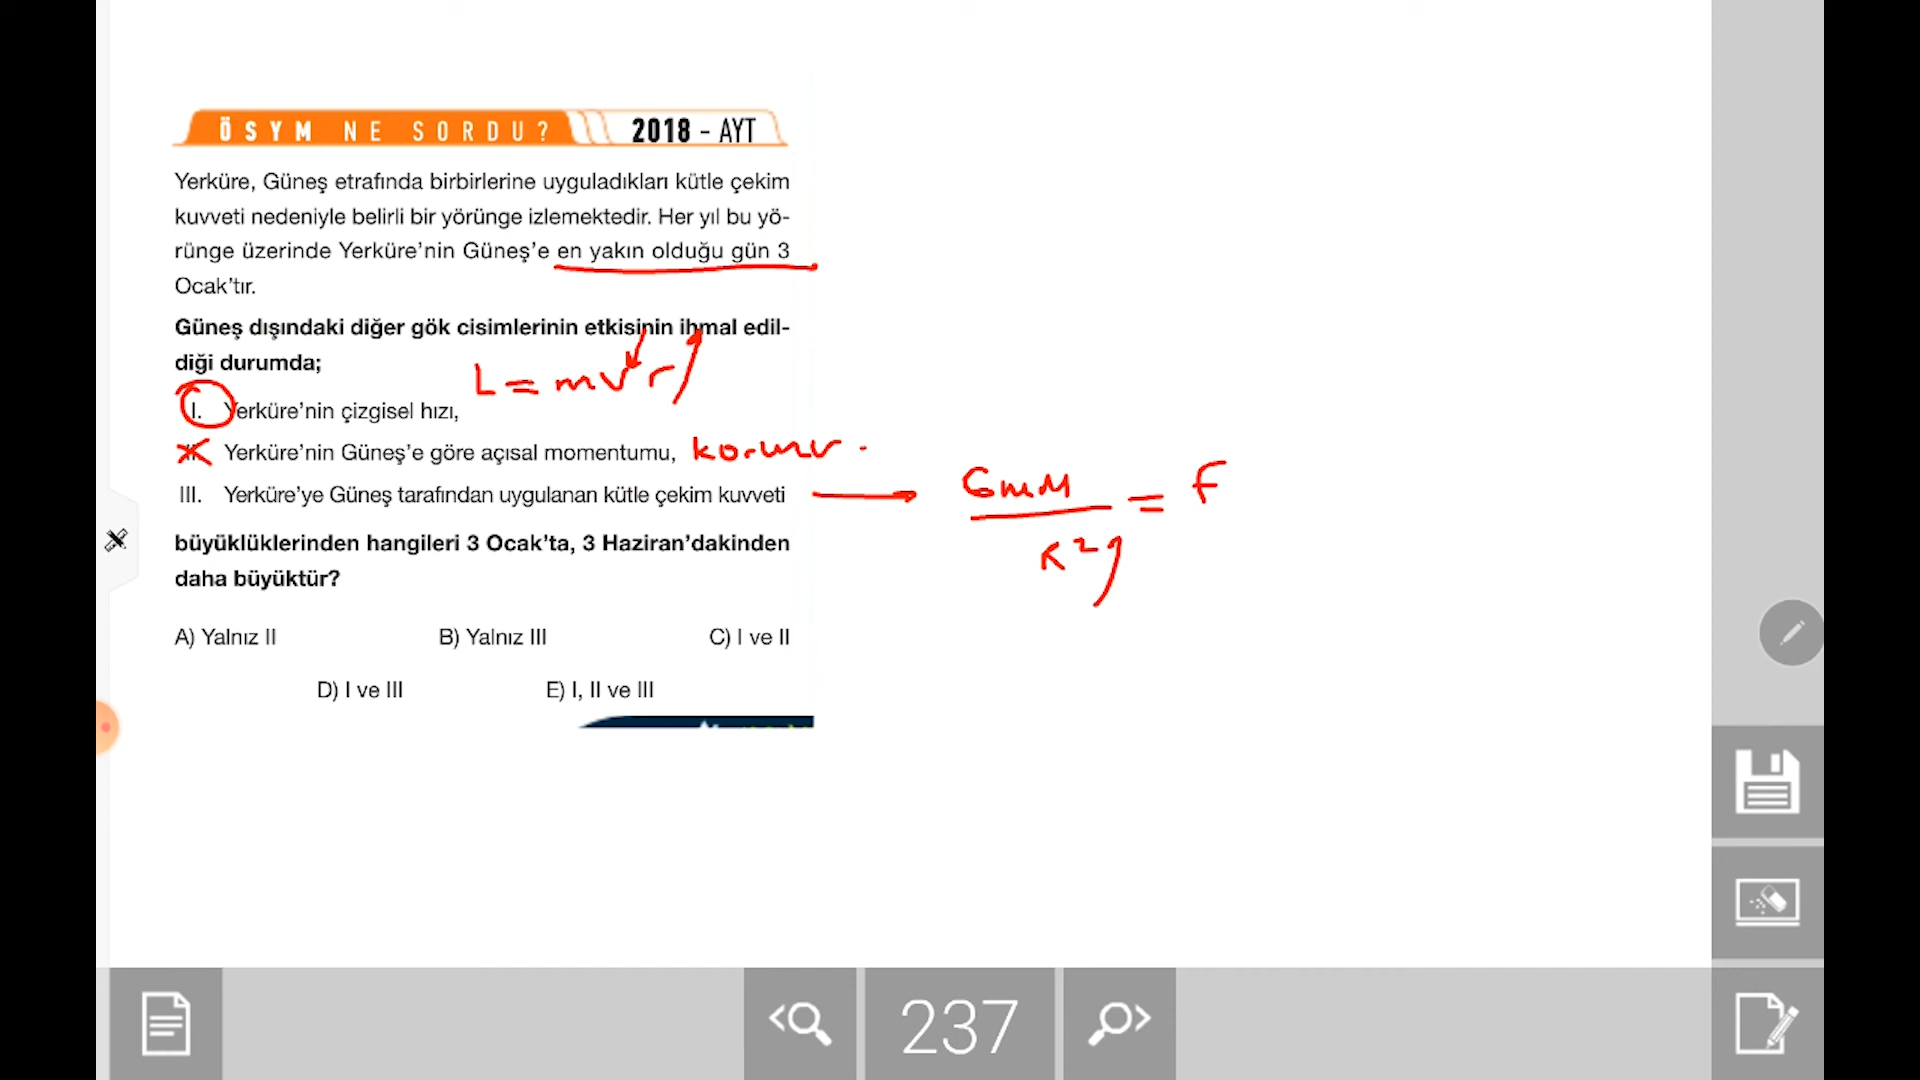 ÖSYM NE SORDU? 2018 - AYT
Yerküre, Güneş etrafında birbirlerine uyguladıkları kütle çekim
kuvveti nedeniyle belirli bir yörünge izlemektedir. Her yıl bu yö-
rünge üzerinde Yerküre'nin Güneş'e en yakın olduğu gün 3
Ocak'tır.
Güneş dışındaki diğer gök cisimlerinin etkisinin ihmal edil-
diği durumda;
L = mvr
I. Yerküre'nin çizgisel hızı,
II. Yerküre'nin Güneş'e göre açısal momentumu, korunur.
III. Yerküre'ye Güneş tarafından uygulanan kütle çekim kuvveti
GmM
= F
R²
büyüklüklerinden hangileri 3 Ocak'ta, 3 Haziran'dakinden
daha büyüktür?
A) Yalnız II B) Yalnız III C) I ve II
D) I ve III E) I, II ve III
237